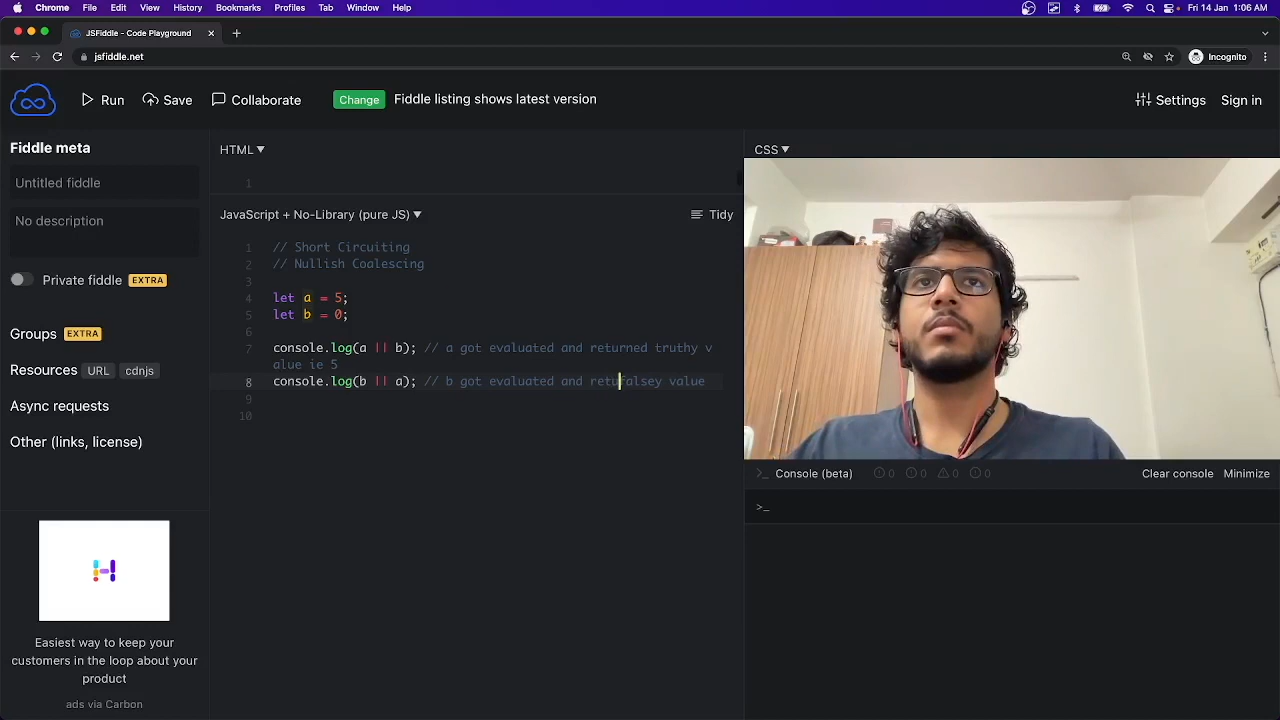 Chrome File Edit View History Bookmarks Profiles Tab Window Help Fri 14 Jan 1:06 AM
JSFiddle - Code Playground
jsfiddle.net Incognito
Run Save Collaborate Change Fiddle listing shows latest version Settings Sign in
Fiddle meta
Untitled fiddle
No description
Private fiddle EXTRA
Groups EXTRA
Resources URL cdnjs
Async requests
Other (links, license)
Easiest way to keep your
customers in the loop about your
product
ads via Carbon
HTML
1
JavaScript + No-Library (pure JS) Tidy
1 // Short Circuiting
2 // Nullish Coalescing
3
4 let a = 5;
5 let b = 0;
6
7 console.log(a || b); // a got evaluated and returned truthy v
alue ie 5
8 console.log(b || a); // b got evaluated and retufalsey value
9
10
CSS
>_ Console (beta) 0 0 0 0 Clear console Minimize
>_